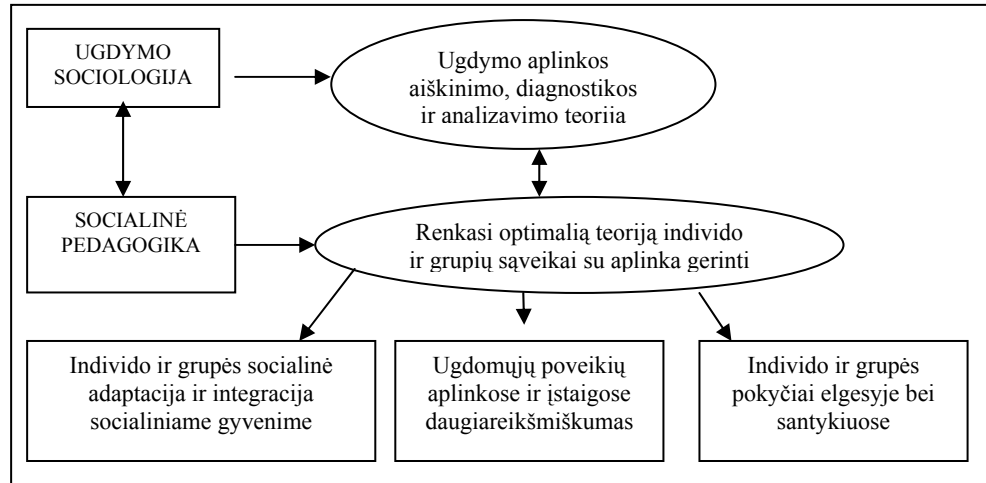 UGDYMO
SOCIOLOGIJA
Ugdymo aplinkos
aiškinimo, diagnostikos
ir analizavimo teorija
SOCIALINĖ
PEDAGOGIKA
Renkasi optimalią teoriją individo
ir grupių sąveikai su aplinka gerinti
Individo ir grupės socialinė
adaptacija ir integracija
socialiniame gyvenime
Ugdomųjų poveikių
aplinkose ir įstaigose
daugiareikšmiškumas
Individo ir grupės
pokyčiai elgesyje bei
santykiuose